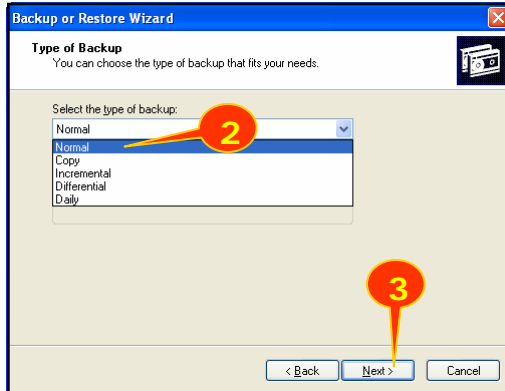 Backup or Restore Wizard
Type of Backup
You can choose the type of backup that fits your needs.
Select the type of backup:
Normal
2
Normal
Copy
Incremental
Differential
Daily
3
< Back
Next >
Cancel